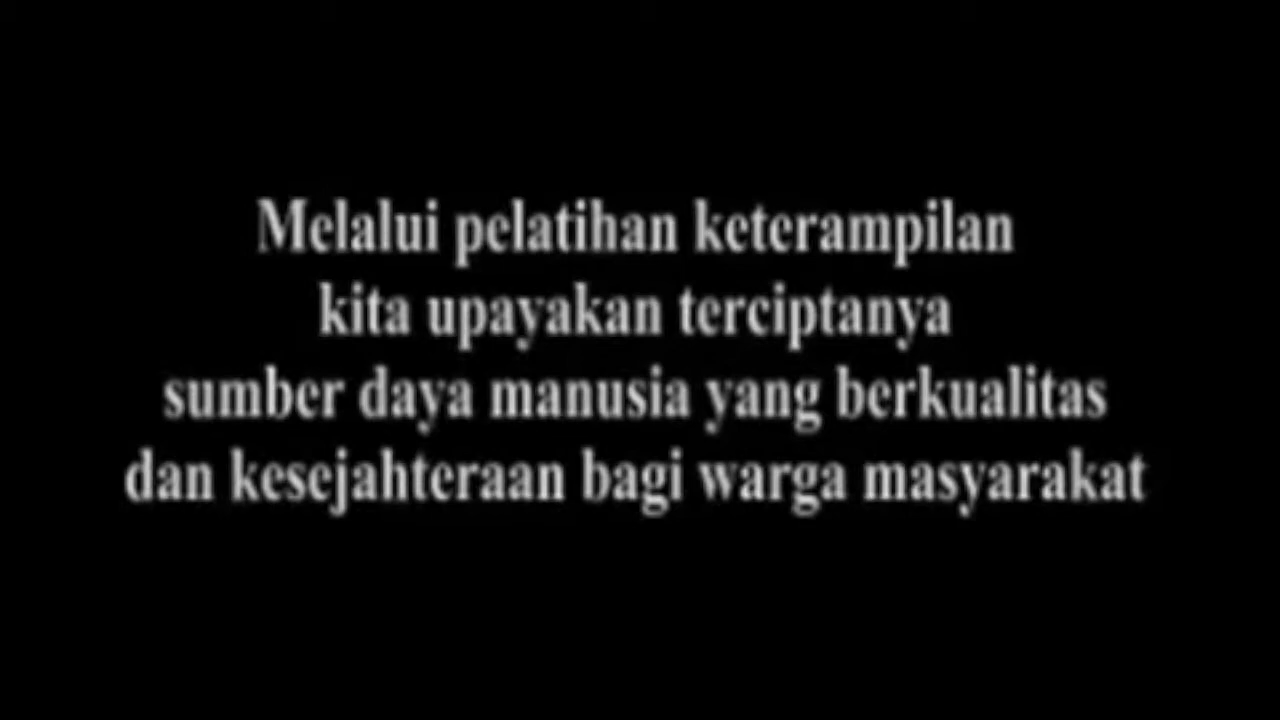 Melalui pelatihan keterampilan
kita upayakan terciptanya
sumber daya manusia yang berkualitas
dan kesejahteraan bagi warga masyarakat